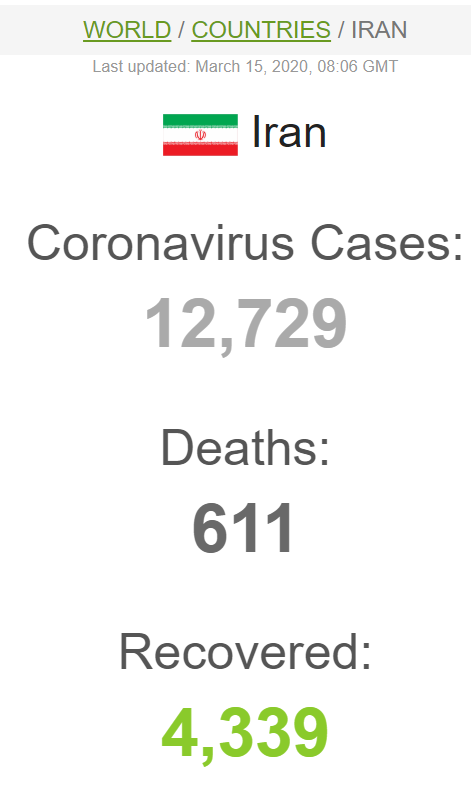 WORLD / COUNTRIES / IRAN
Last updated: March 15, 2020, 08:06 GMT
Iran
Coronavirus Cases:
12,729
Deaths:
611
Recovered:
4,339